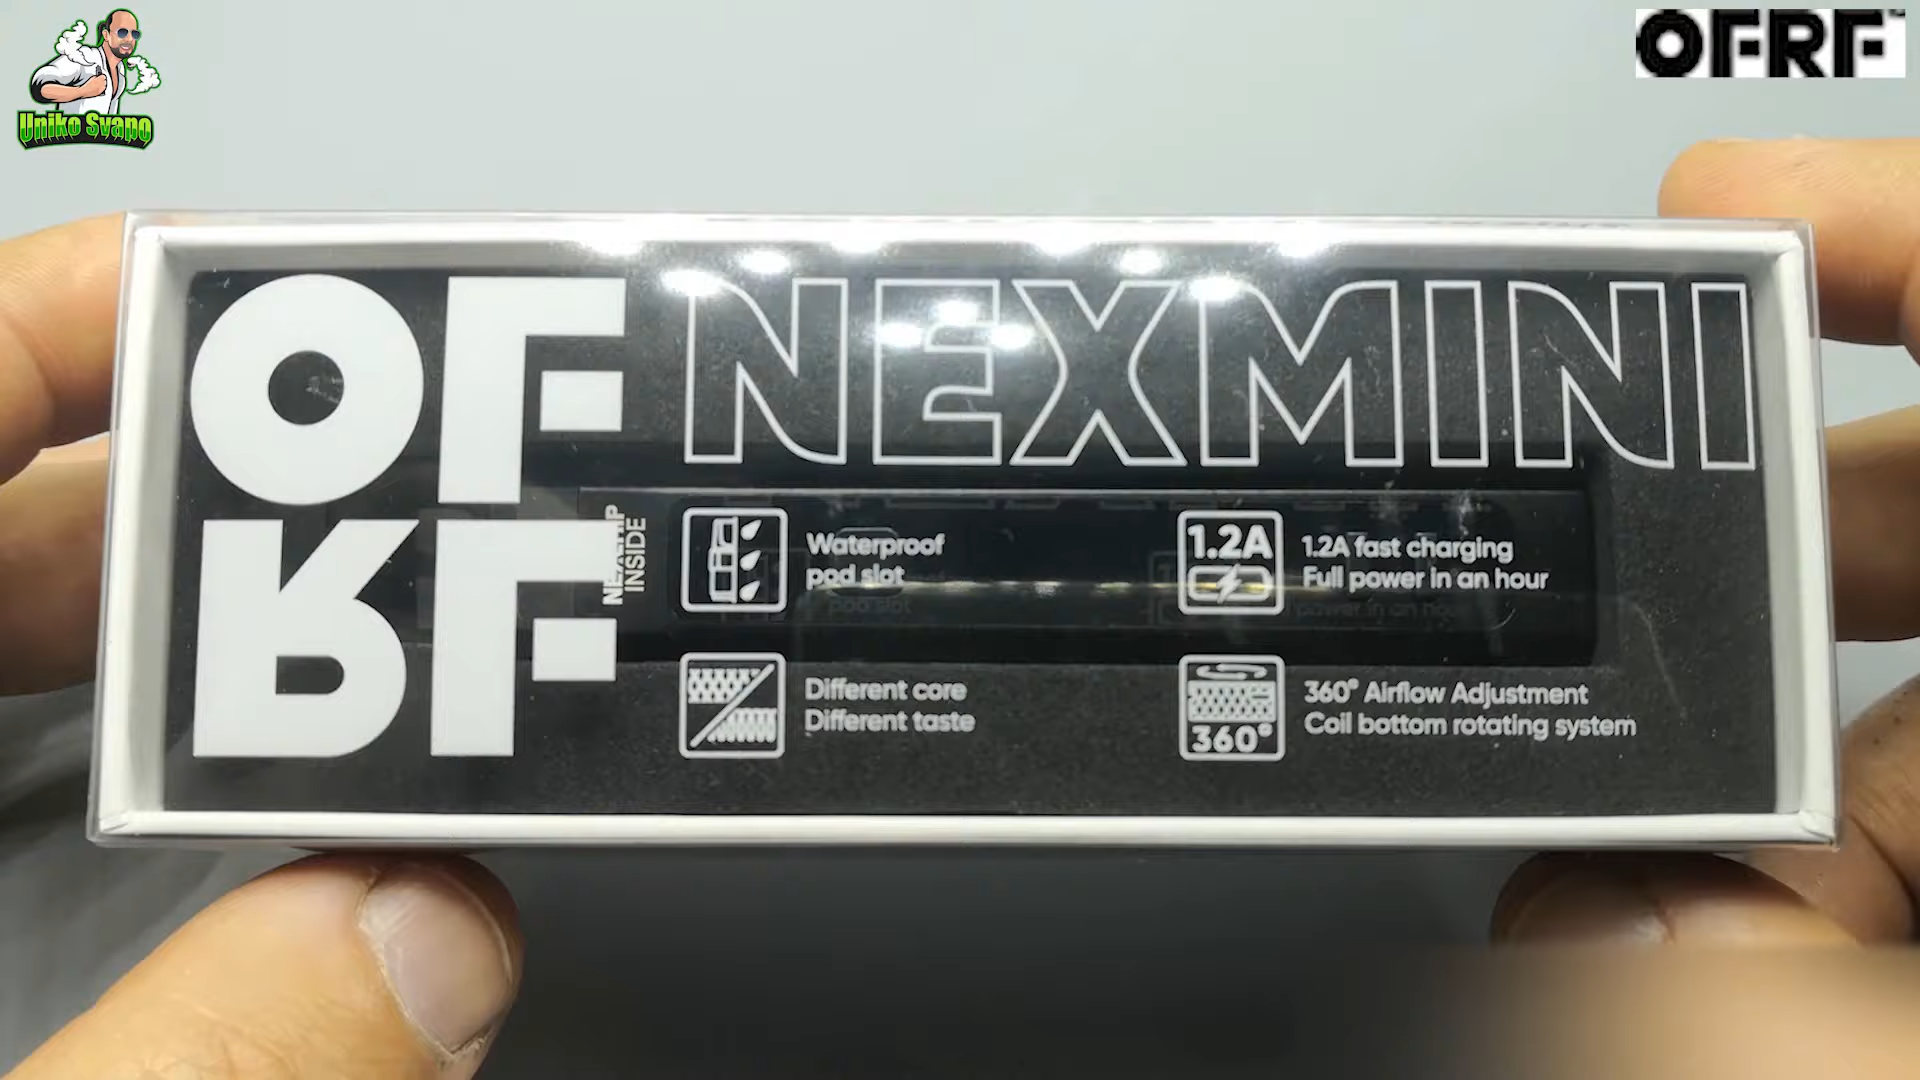 Uniko Svapo
OFRF
OF
RF
NEXMINI
NEXCHIP
INSIDE
Waterproof
pod slot
1.2A
1.2A fast charging
Full power in an hour
Different core
Different taste
360°
360° Airflow Adjustment
Coil bottom rotating system